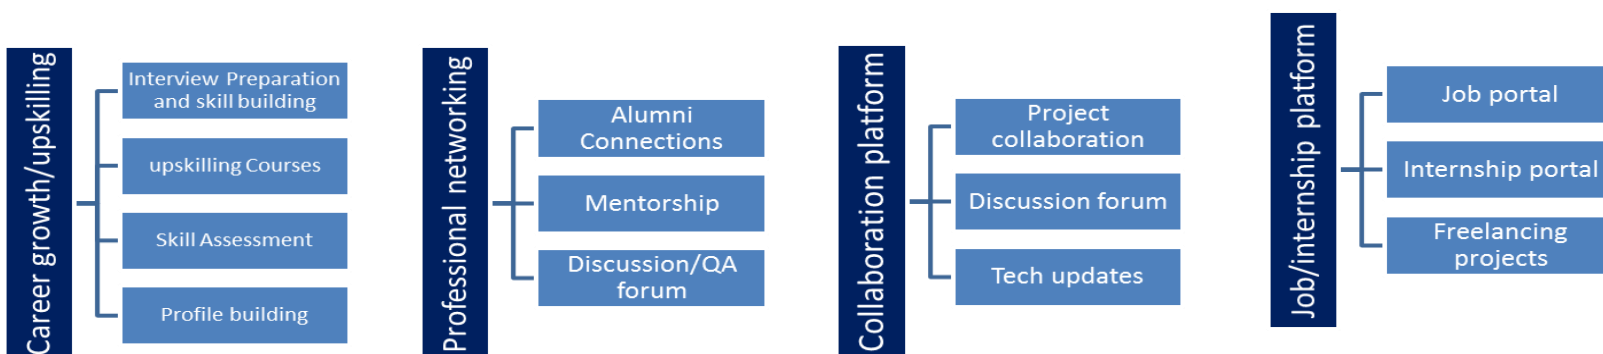 Career growth/upskilling
Interview Preparation
and skill building
upskilling Courses
Skill Assessment
Profile building
Professional networking
Alumni
Connections
Mentorship
Discussion/QA
forum
Collaboration platform
Project
collaboration
Discussion forum
Tech updates
Job/internship platform
Job portal
Internship portal
Freelancing
projects